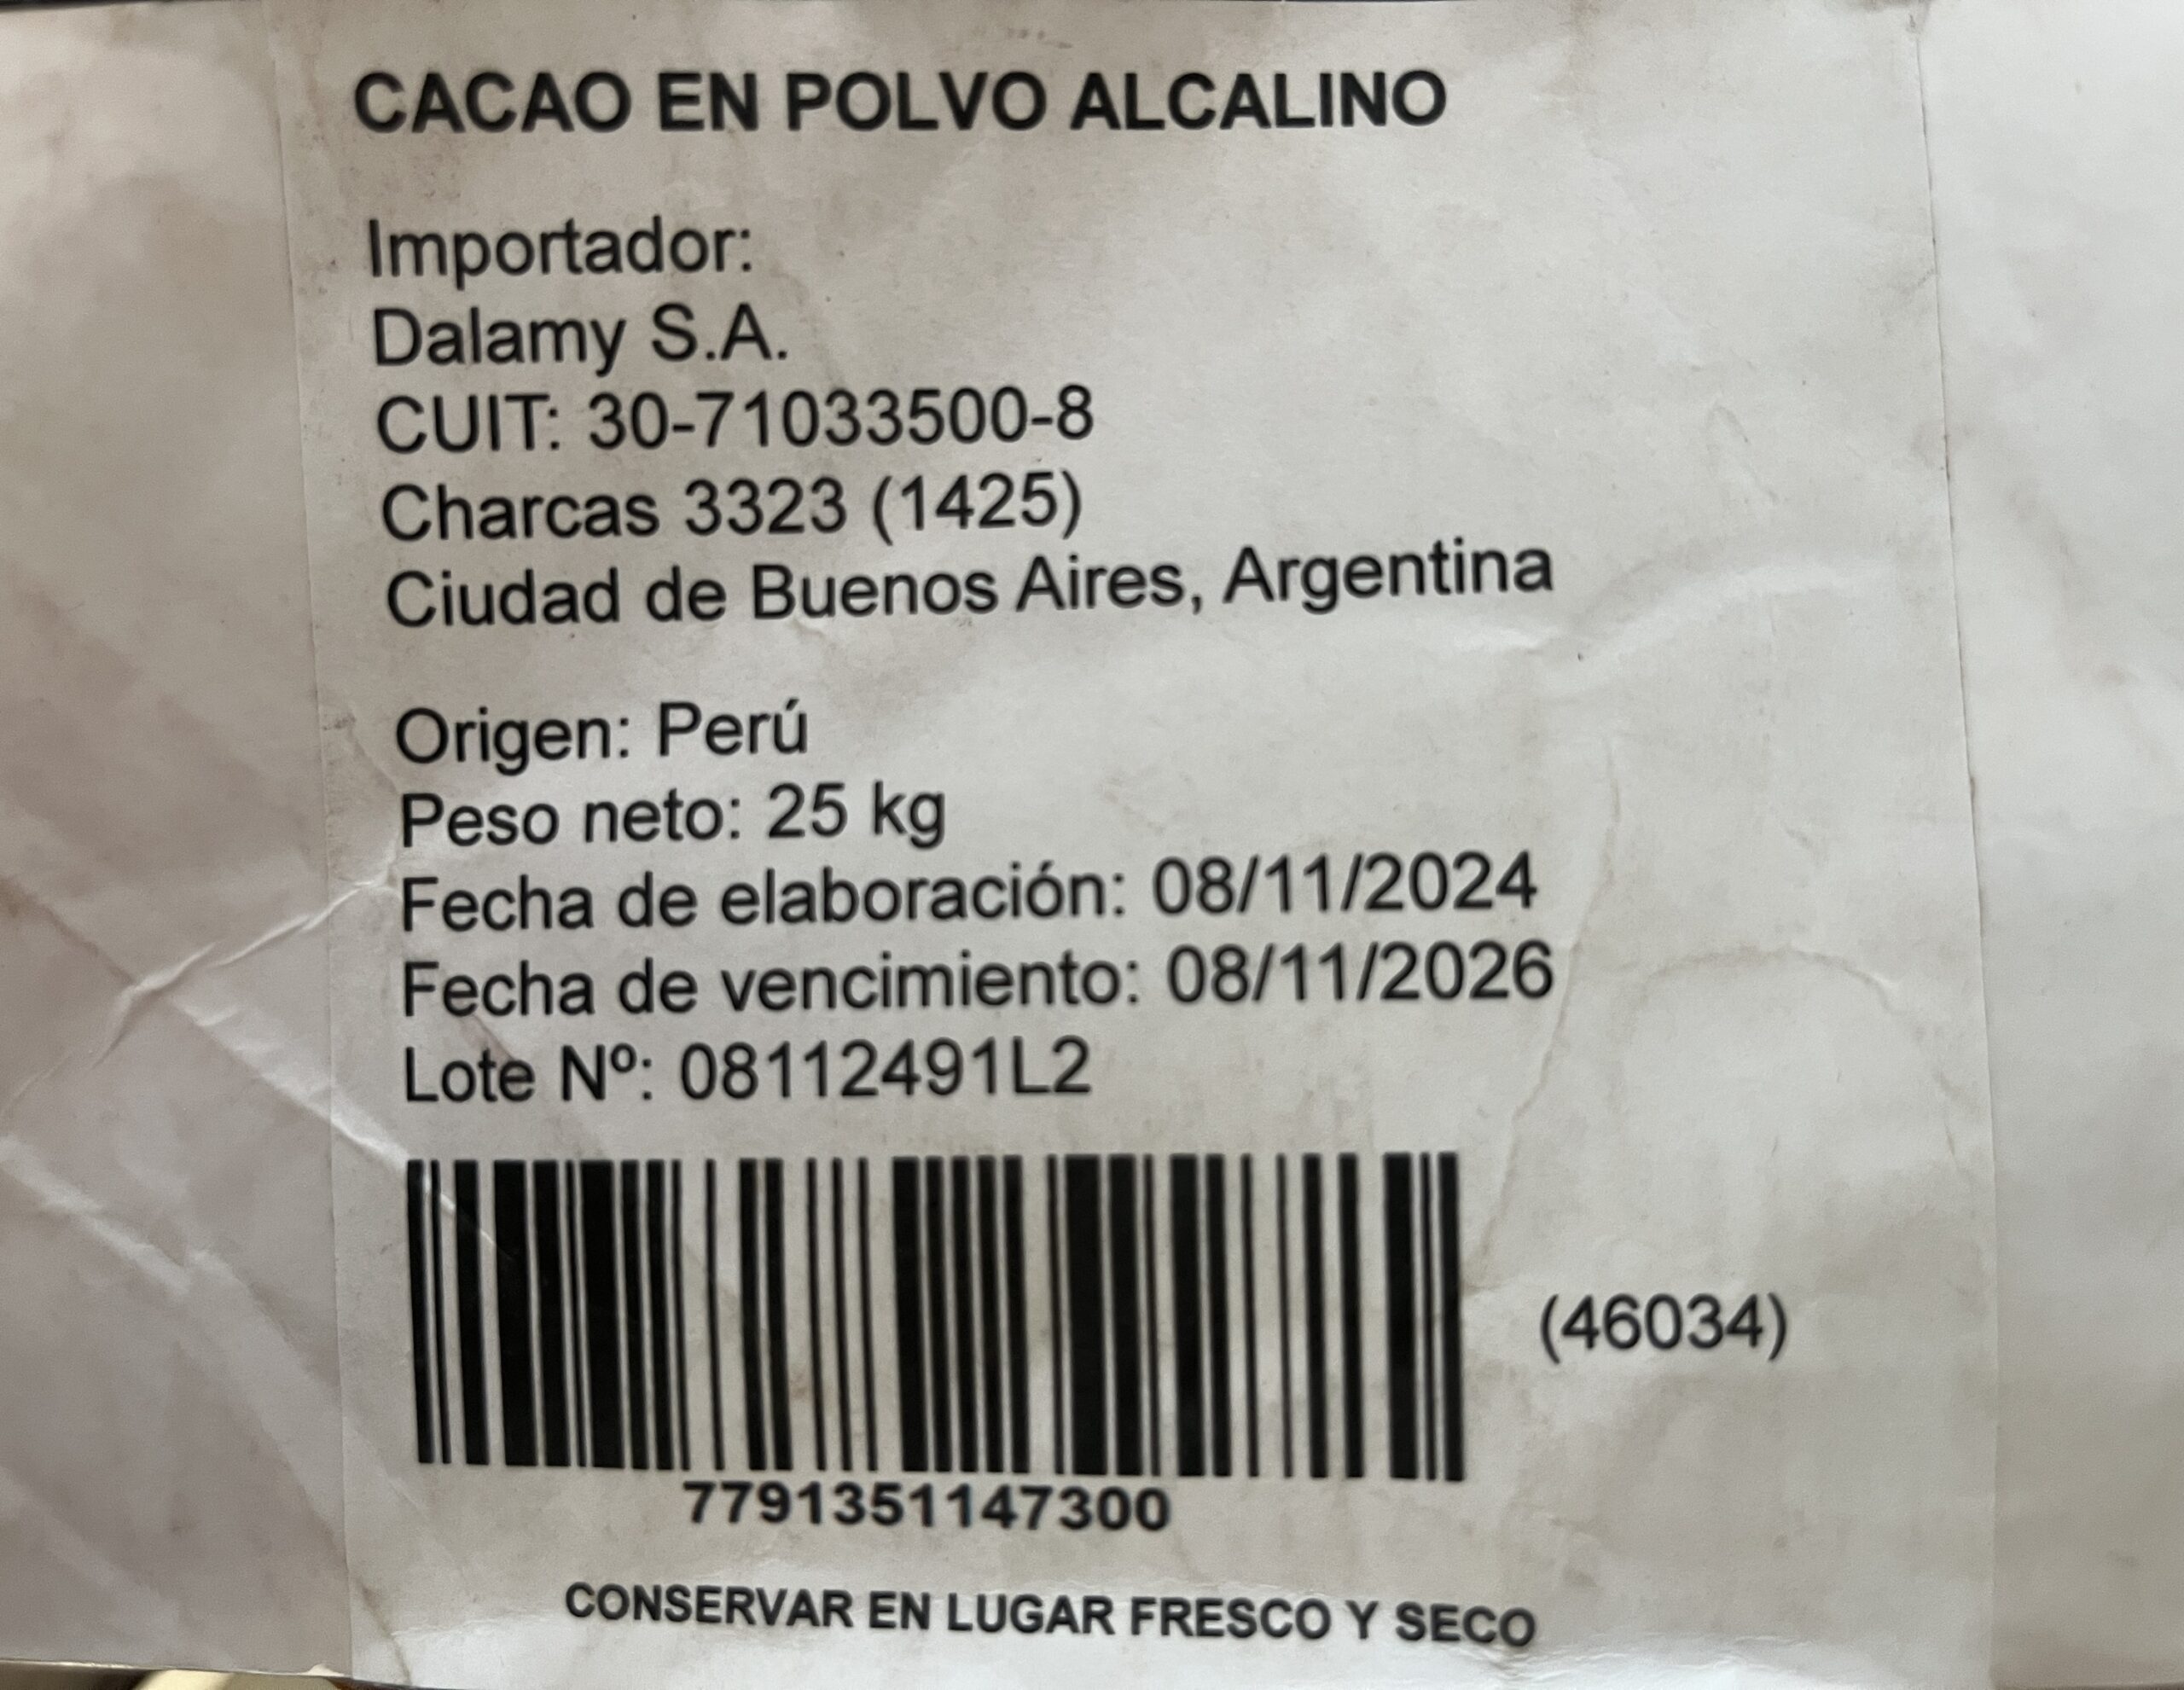 CACAO EN POLVO ALCALINO
Importador:
Dalamy S.A.
CUIT: 30-71033500-8
Charcas 3323 (1425)
Ciudad de Buenos Aires, Argentina
Origen: Perú
Peso neto: 25 kg
Fecha de elaboración: 08/11/2024
Fecha de vencimiento: 08/11/2026
Lote Nº: 08112491L2
(46034)
7791351147300
CONSERVAR EN LUGAR FRESCO Y SECO